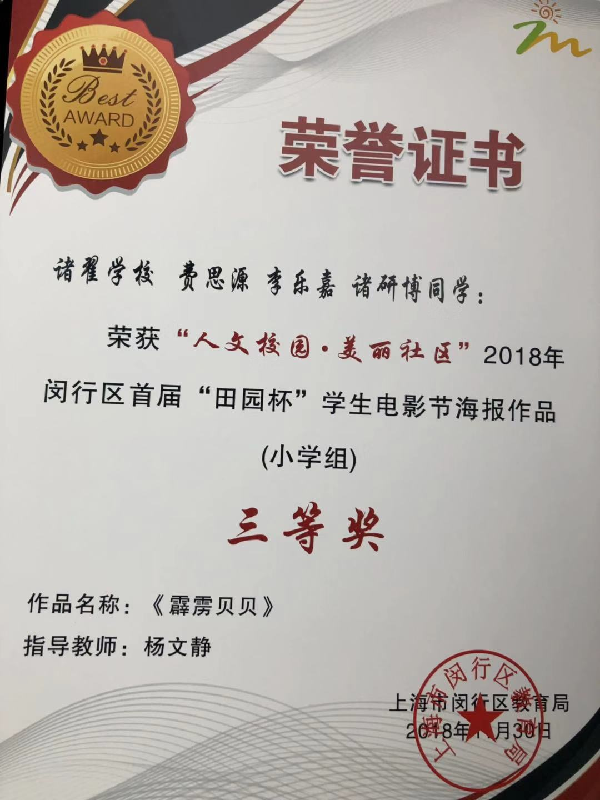 Best
AWARD
荣誉证书
诸翟学校 费思源 李乐嘉 诸研博同学：
荣获“人文校园·美丽社区”2018年
闵行区首届“田园杯”学生电影节海报作品
(小学组)
三等奖
作品名称：《霹雳贝贝》
指导教师：杨文静
上海市闵行区教育局
2018年 月30日
上海市闵行区教育局